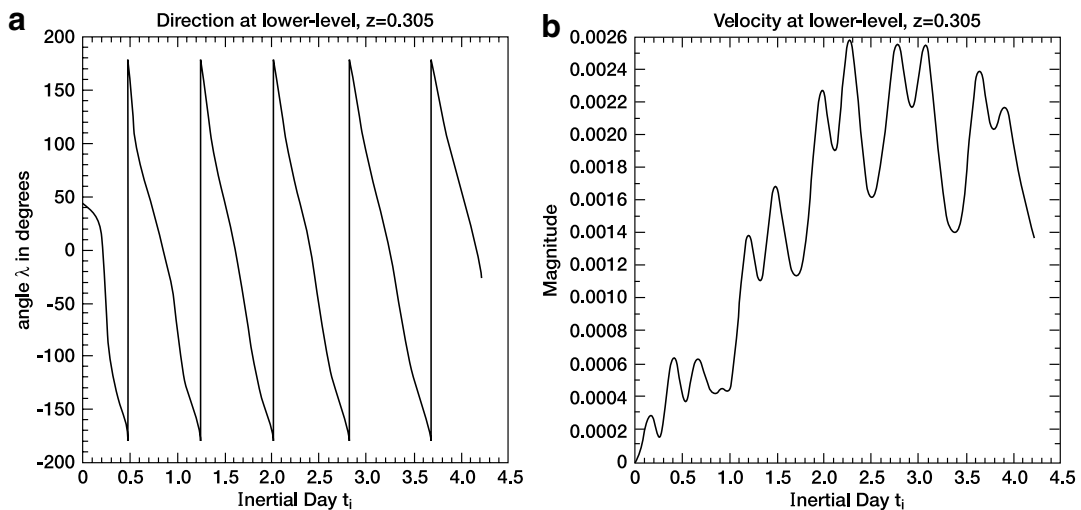 a
Direction at lower-level, z=0.305
200
150
100
50
0
-50
-100
-150
-200
angle λ in degrees
0 0.5 1.0 1.5 2.0 2.5 3.0 3.5 4.0 4.5
Inertial Day ti
b
Velocity at lower-level, z=0.305
0.0026
0.0024
0.0022
0.0020
0.0018
0.0016
0.0014
0.0012
0.0010
0.0008
0.0006
0.0004
0.0002
0
Magnitude
0 0.5 1.0 1.5 2.0 2.5 3.0 3.5 4.0 4.5
Inertial Day ti